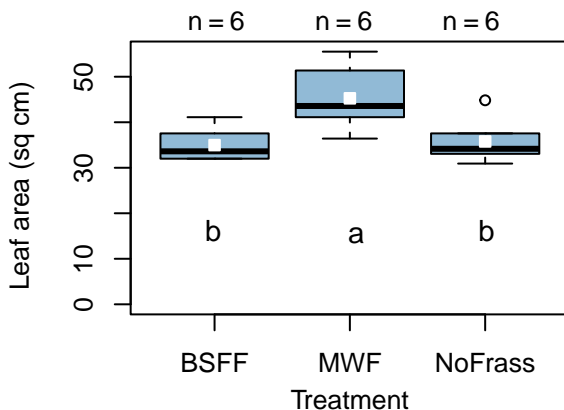 n = 6 n = 6 n = 6
Leaf area (sq cm)
50
30
10
0
b a b
BSFF MWF NoFrass
Treatment